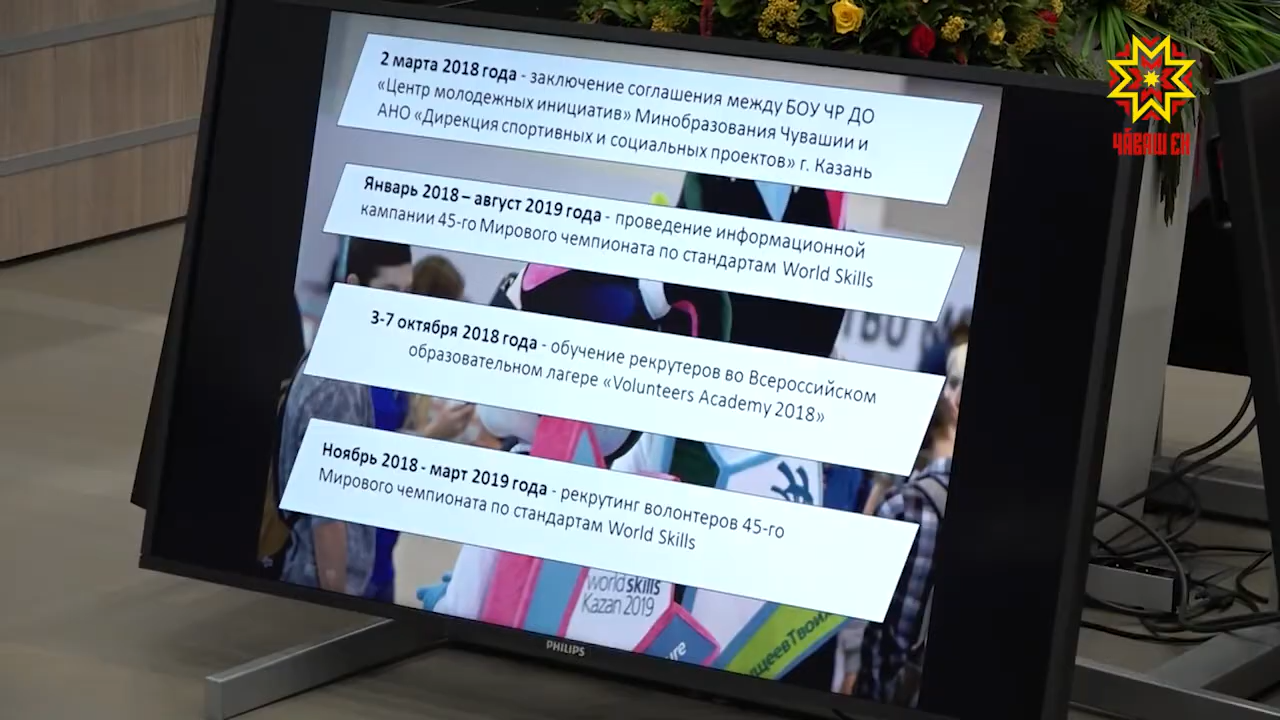 2 марта 2018 года - заключение соглашения между БОУ ЧР ДО
«Центр молодежных инициатив» Минобразования Чувашии и
АНО «Дирекция спортивных и социальных проектов» г. Казань
Январь 2018 – август 2019 года - проведение информационной
кампании 45-го Мирового чемпионата по стандартам World Skills
3-7 октября 2018 года - обучение рекрутеров во Всероссийском
образовательном лагере «Volunteers Academy 2018»
Ноябрь 2018 - март 2019 года - рекрутинг волонтеров 45-го
Мирового чемпионата по стандартам World Skills
worldskills
Kazan 2019
PHILIPS
ЧӐВАШ ЕН